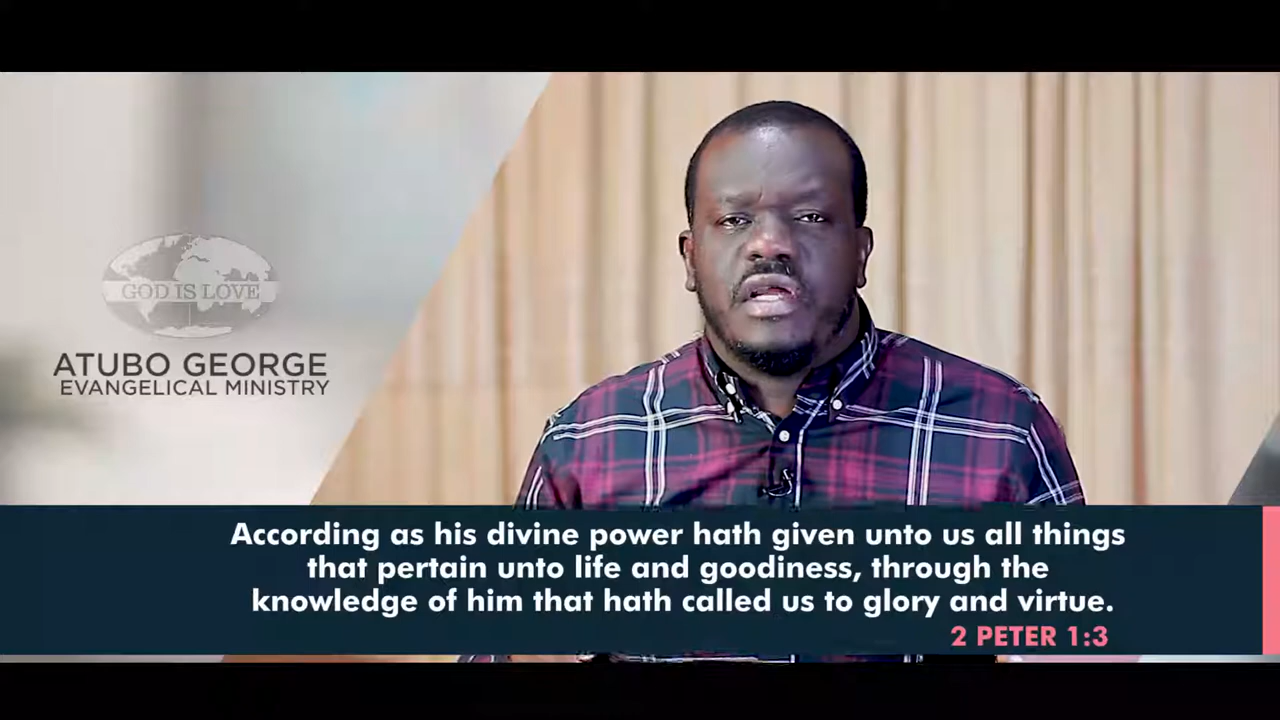 GOD IS LOVE
ATUBO GEORGE
EVANGELICAL MINISTRY
According as his divine power hath given unto us all things
that pertain unto life and goodiness, through the
knowledge of him that hath called us to glory and virtue.
2 PETER 1:3